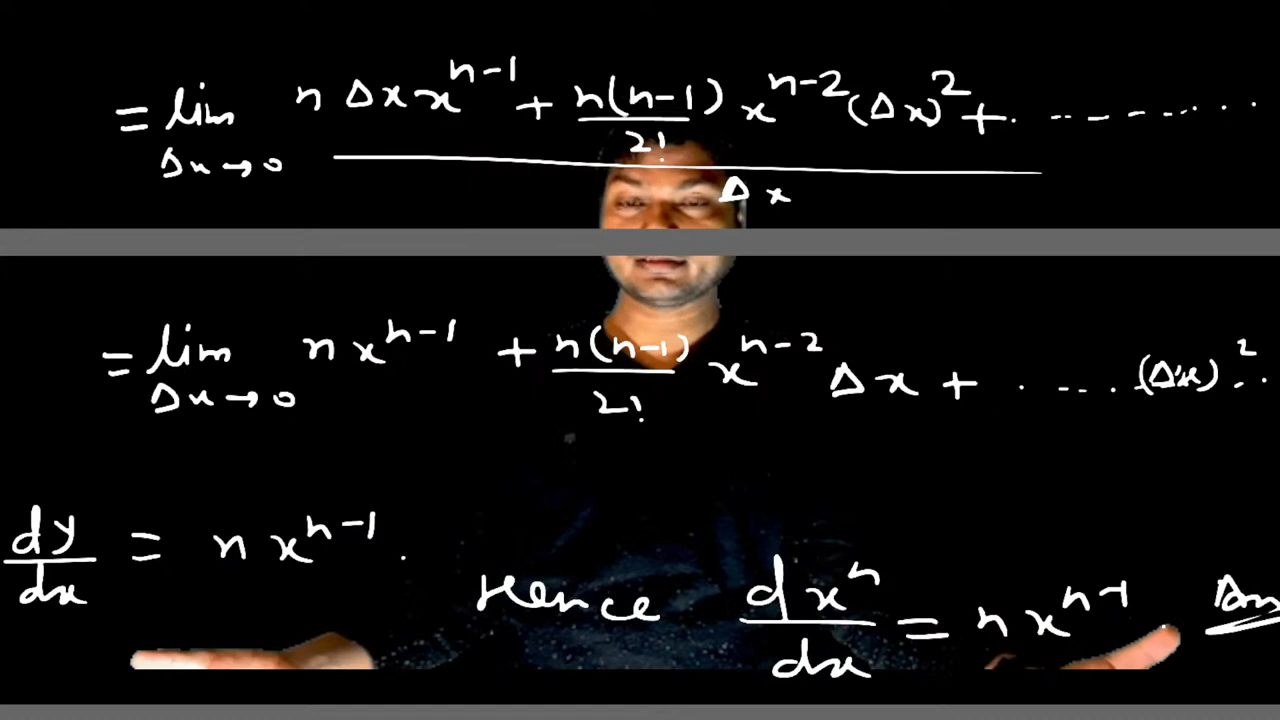 = lim Δx→0 (n Δx x^(n-1) + n(n-1)/2! x^(n-2) (Δx)^2 + . . . . . . . . .) / Δx
= lim Δx→0 n x^(n-1) + n(n-1)/2! x^(n-2) Δx + . . . . . (Δx)^2 . . .
dy/dx = n x^(n-1) .
Hence d x^n/dx = n x^(n-1) Ans